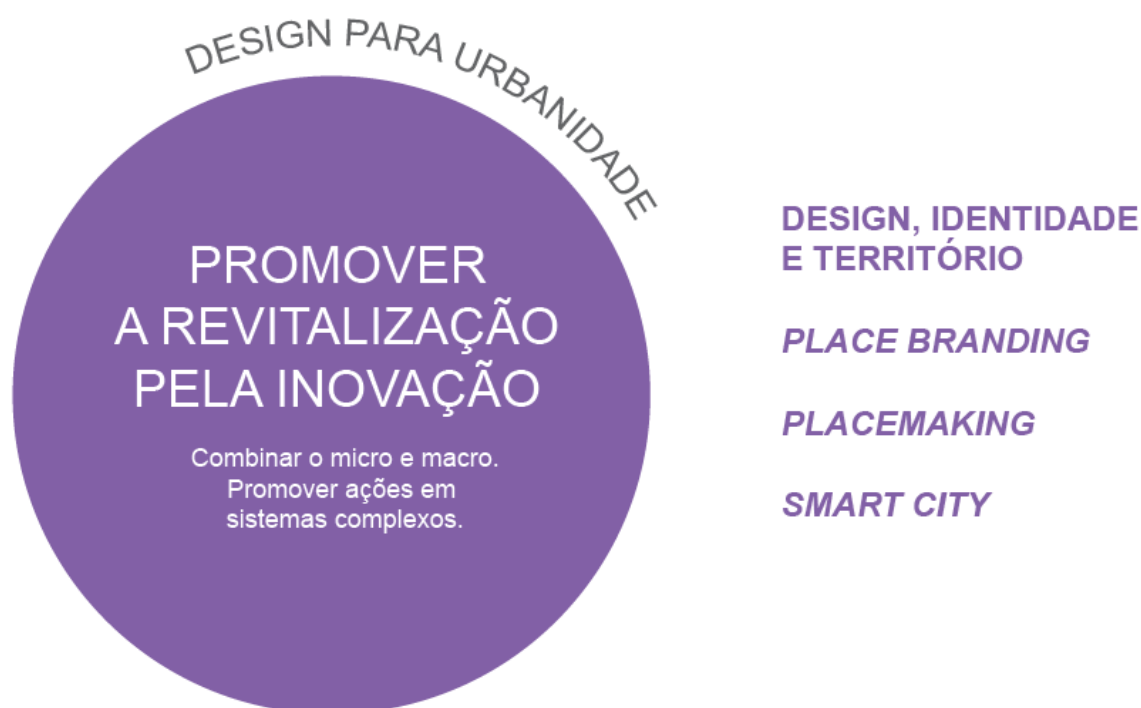 DESIGN PARA URBANIDADE
PROMOVER
A REVITALIZAÇÃO
PELA INOVAÇÃO
Combinar o micro e macro.
Promover ações em
sistemas complexos.
DESIGN, IDENTIDADE
E TERRITÓRIO
PLACE BRANDING
PLACEMAKING
SMART CITY